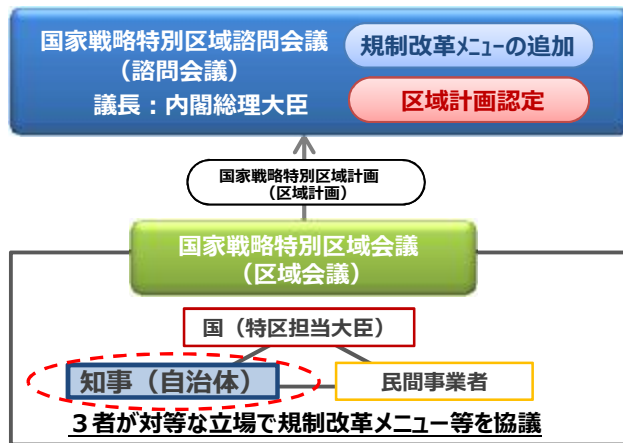 国家戦略特別区域諮問会議
（諮問会議）
議長：内閣総理大臣
規制改革メニューの追加
区域計画認定
国家戦略特別区域計画
（区域計画）
国家戦略特別区域会議
（区域会議）
国（特区担当大臣）
知事（自治体）
民間事業者
３者が対等な立場で規制改革メニュー等を協議